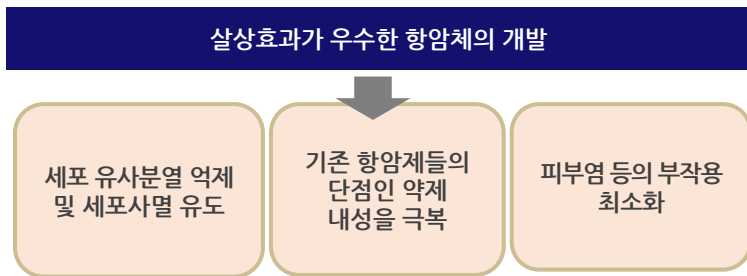 살상효과가 우수한 항암체의 개발
세포 유사분열 억제
및 세포사멸 유도
기존 항암제들의
단점인 약제
내성을 극복
피부염 등의 부작용
최소화